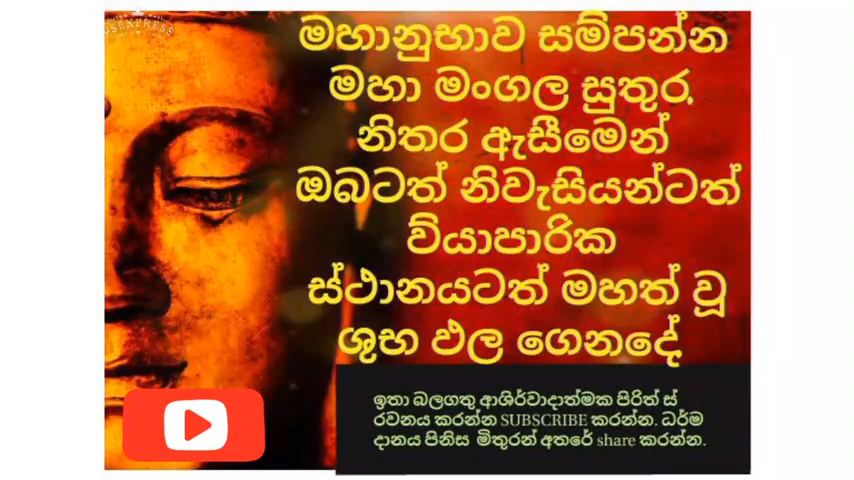 PSEXPRESS
මහානුභාව සම්පන්න
මහා මංගල සූතුර.
නිතර ඇසීමෙන්
ඔබටත් නිවැසියන්ටත්
ව්යාපාරික
ස්ථානයටත් මහත් වූ
ශුභ ඵල ගෙනදේ
ඉතා බලගතු ආශිර්වාදාත්මක පිරිත් ස්
රවනය කරන්න SUBSCRIBE කරන්න. ධර්ම
දානය පිනිස මිතුරන් අතරේ share කරන්න.